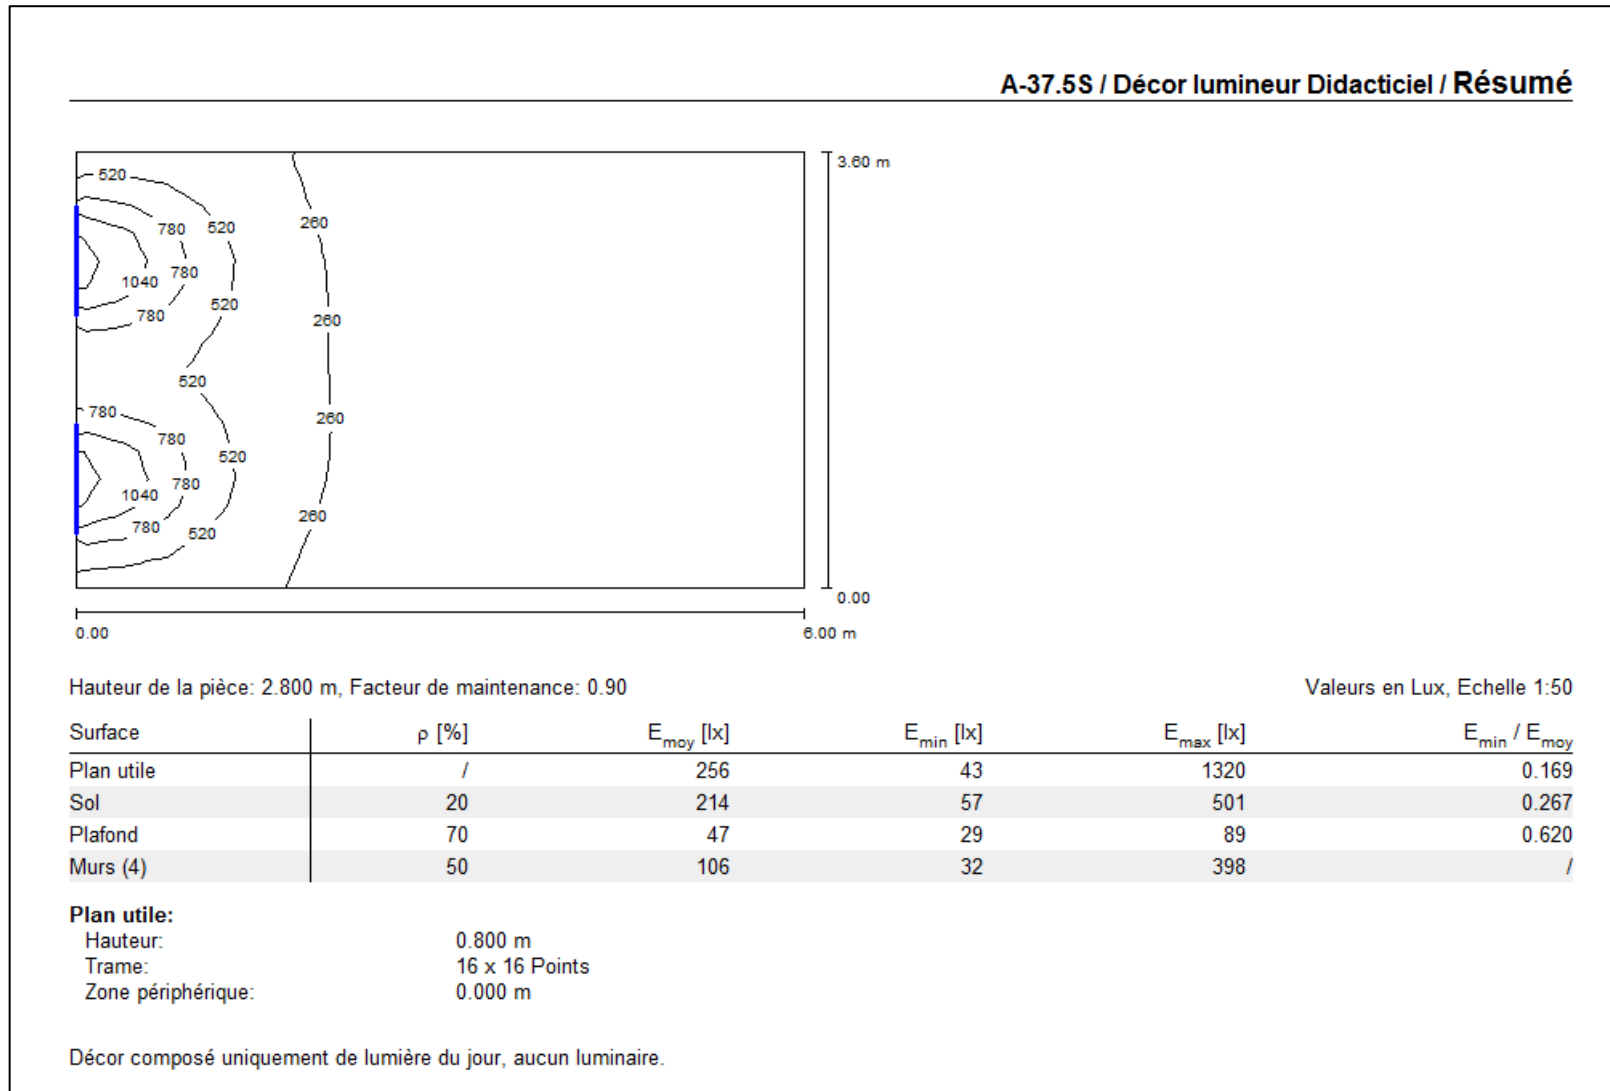 A-37.5S / Décor lumineur Didacticiel / Résumé
3.60 m
520
780
520
260
780
1040
520
780
260
520
780
260
780
520
780
1040
260
780
520
0.00
0.00
6.00 m
Hauteur de la pièce: 2.800 m, Facteur de maintenance: 0.90
Valeurs en Lux, Echelle 1:50
Surface ρ [%] Emoy [lx] Emin [lx] Emax [lx] Emin / Emoy
Plan utile / 256 43 1320 0.169
Sol 20 214 57 501 0.267
Plafond 70 47 29 89 0.620
Murs (4) 50 106 32 398 /
Plan utile:
Hauteur: 0.800 m
Trame: 16 x 16 Points
Zone périphérique: 0.000 m
Décor composé uniquement de lumière du jour, aucun luminaire.